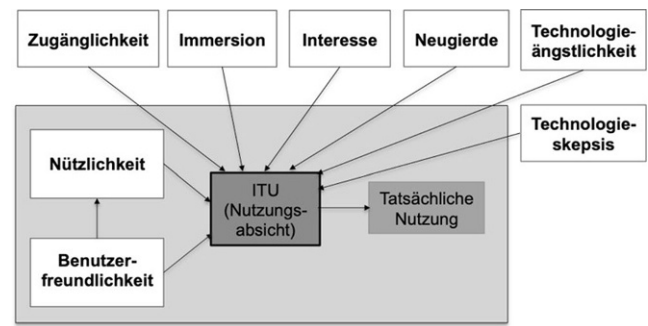 Zugänglichkeit
Immersion
Interesse
Neugierde
Technologie-
ängstlichkeit
Technologie-
skepsis
Nützlichkeit
ITU
(Nutzungs-
absicht)
Tatsächliche
Nutzung
Benutzer-
freundlichkeit